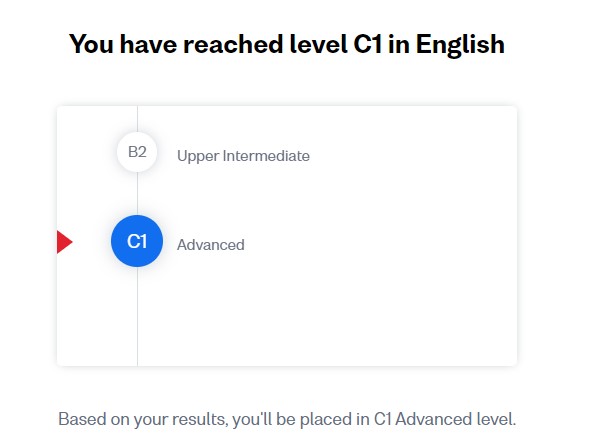 You have reached level C1 in English
B2
Upper Intermediate
C1
Advanced
Based on your results, you'll be placed in C1 Advanced level.